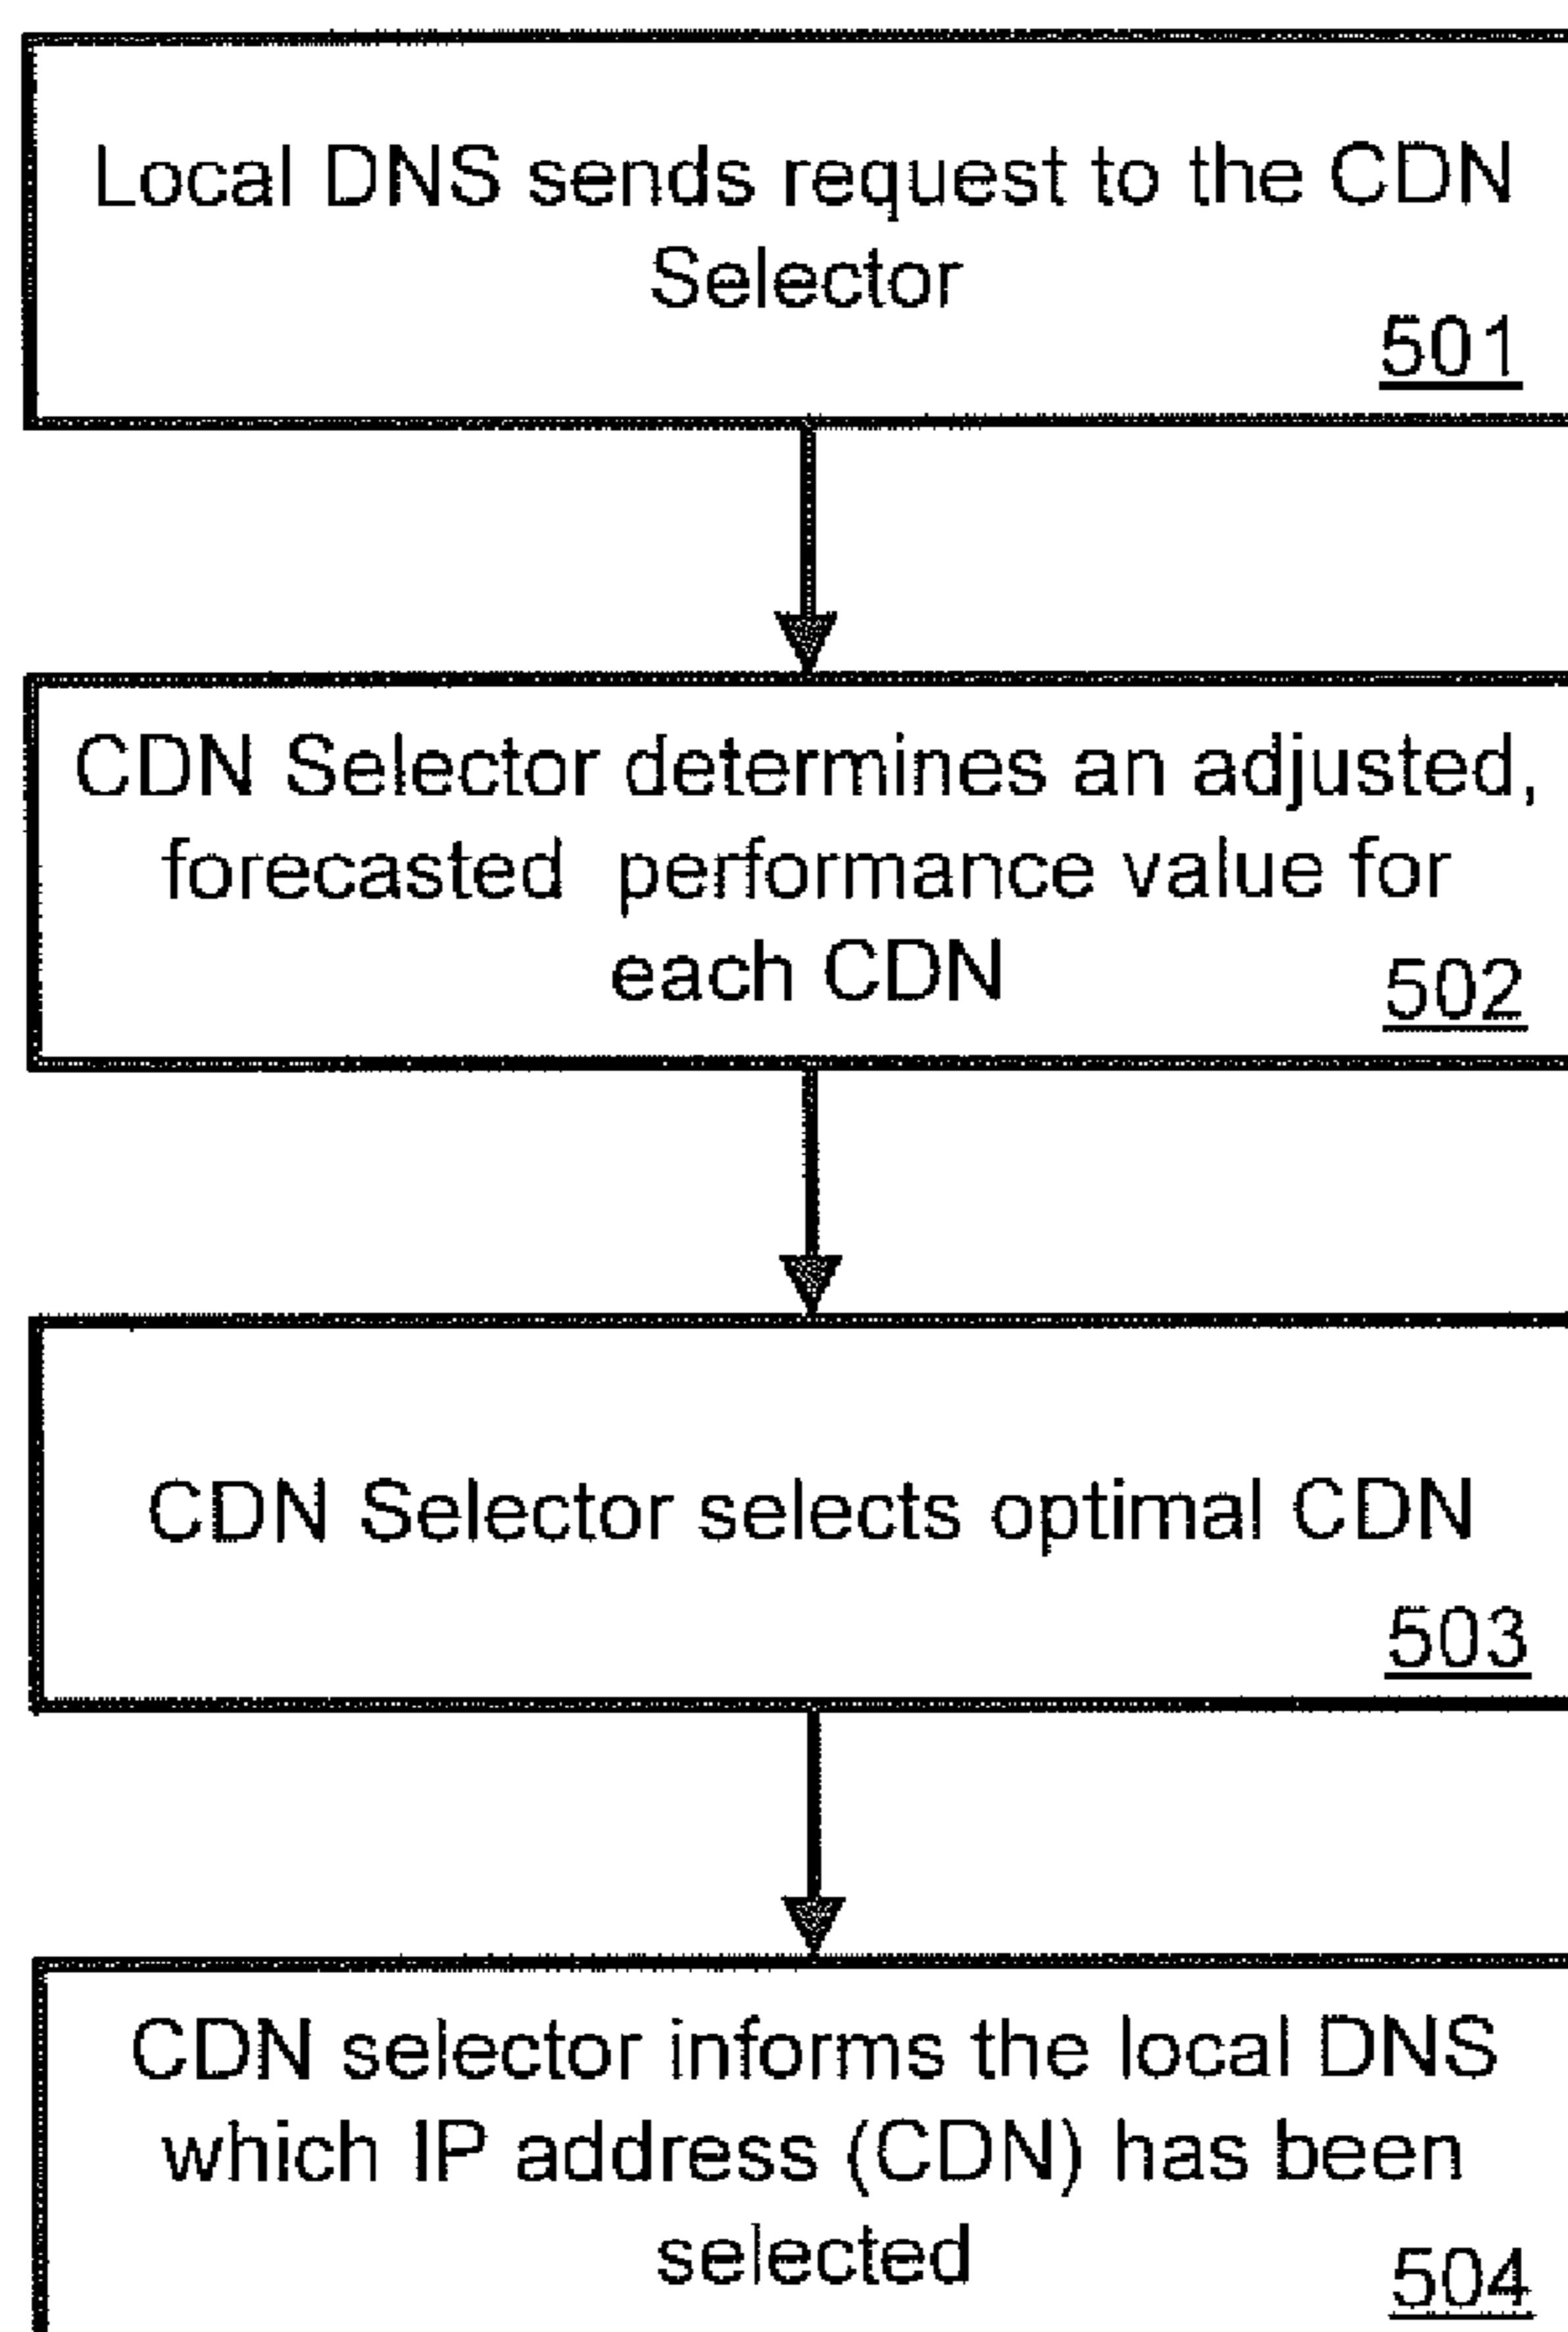 Local DNS sends request to the CDN
Selector
501
CDN Selector determines an adjusted,
forecasted performance value for
each CDN
502
CDN Selector selects optimal CDN
503
CDN selector informs the local DNS
which IP address (CDN) has been
selected
504